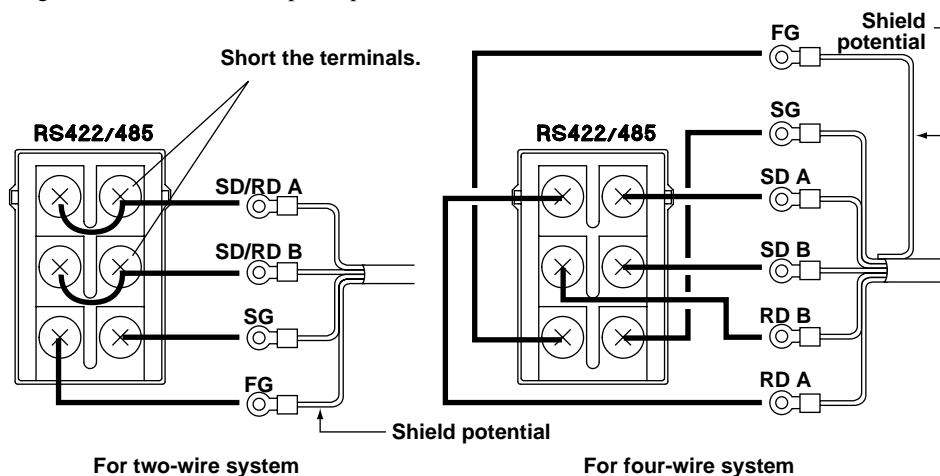 Short the terminals.
RS422/485
SD/RD A
SD/RD B
SG
FG
Shield potential
For two-wire system
Shield
potential
FG
SG
RS422/485
SD A
SD B
RD B
RD A
For four-wire system